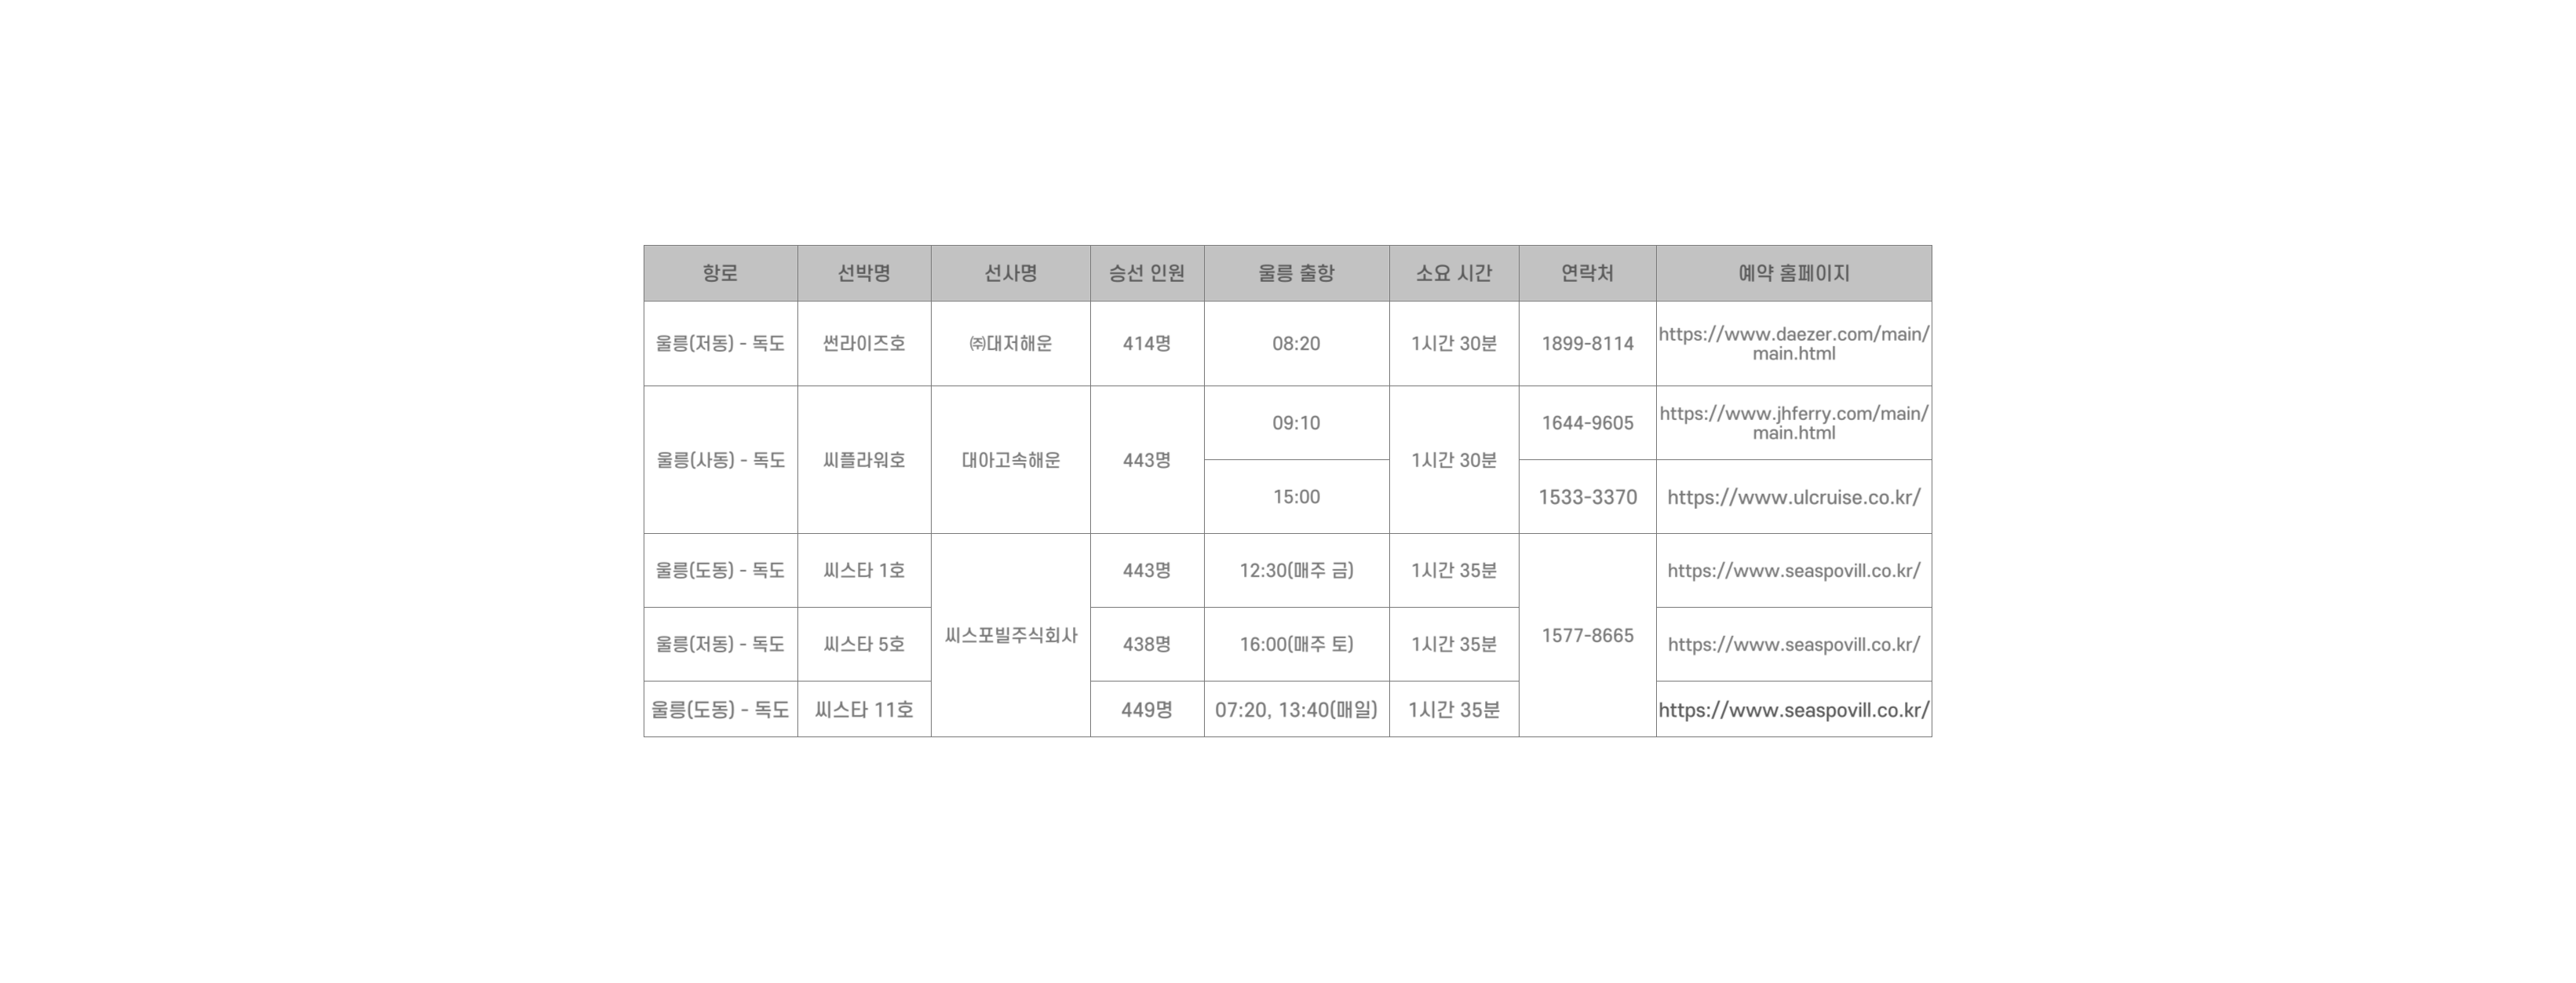 항로 선박명 선사명 승선 인원 울릉 출항 소요 시간 연락처 예약 홈페이지
울릉(저동) - 독도 썬라이즈호 ㈜대저해운 414명 08:20 1시간 30분 1899-8114 https://www.daezer.com/main/
main.html
울릉(사동) - 독도 씨플라워호 대아고속해운 443명 09:10 1시간 30분 1644-9605 https://www.jhferry.com/main/
main.html
15:00 1533-3370 https://www.ulcruise.co.kr/
울릉(도동) - 독도 씨스타 1호 씨스포빌주식회사 443명 12:30(매주 금) 1시간 35분 1577-8665 https://www.seaspovill.co.kr/
울릉(저동) - 독도 씨스타 5호 438명 16:00(매주 토) 1시간 35분 https://www.seaspovill.co.kr/
울릉(도동) - 독도 씨스타 11호 449명 07:20, 13:40(매일) 1시간 35분 https://www.seaspovill.co.kr/